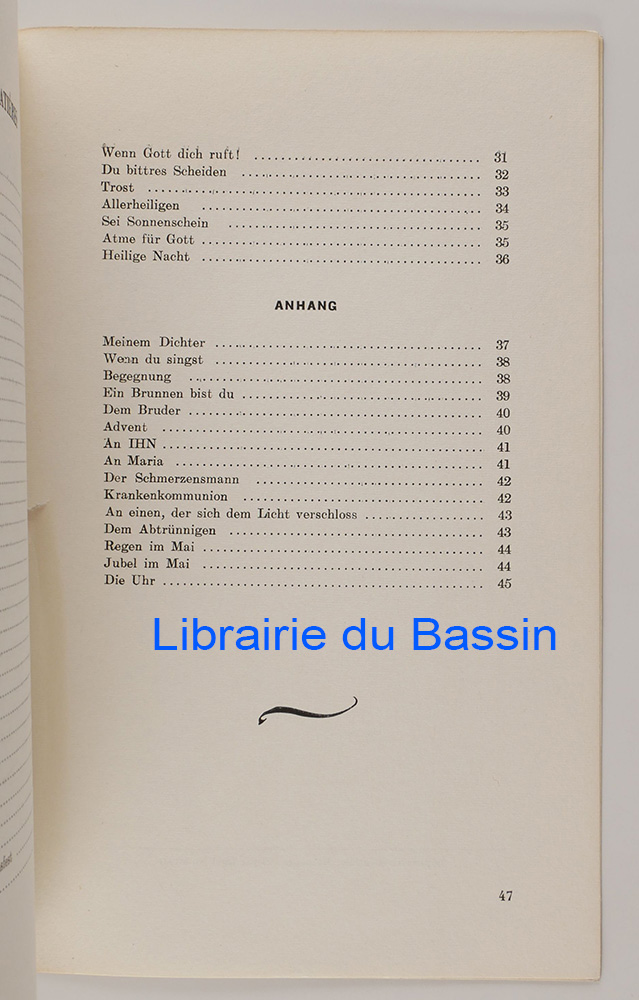 Wenn Gott dich ruft! ........ 31
Du bittres Scheiden ........ 32
Trost ........ 33
Allerheiligen ........ 34
Sei Sonnenschein ........ 35
Atme für Gott ........ 35
Heilige Nacht ........ 36
ANHANG
Meinem Dichter ........ 37
Wenn du singst ........ 38
Begegnung ........ 38
Ein Brunnen bist du ........ 39
Dem Bruder ........ 40
Advent ........ 40
An IHN ........ 41
An Maria ........ 41
Der Schmerzensmann ........ 42
Krankenkommunion ........ 42
An einen, der sich dem Licht verschloss ........ 43
Dem Abtrünnigen ........ 43
Regen im Mai ........ 44
Jubel im Mai ........ 44
Die Uhr ........ 45
Librairie du Bassin
47